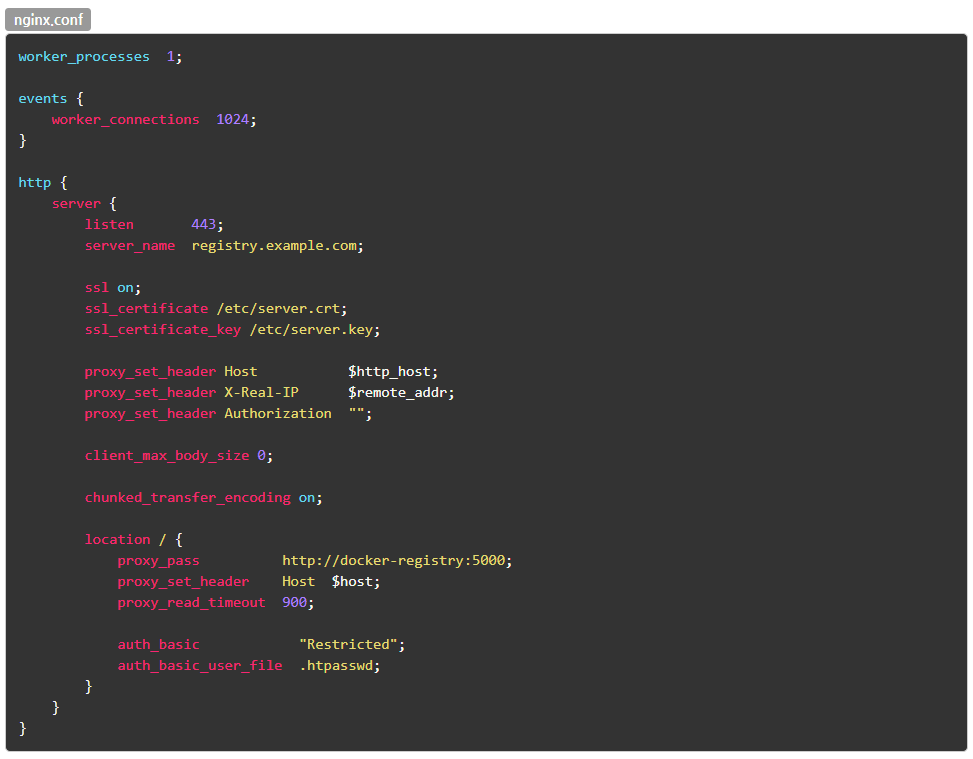 nginx.conf
worker_processes  1;
events {
    worker_connections  1024;
}
http {
    server {
        listen       443;
        server_name  registry.example.com;
        ssl on;
        ssl_certificate /etc/server.crt;
        ssl_certificate_key /etc/server.key;
        proxy_set_header Host           $http_host;
        proxy_set_header X-Real-IP      $remote_addr;
        proxy_set_header Authorization  "";
        client_max_body_size 0;
        chunked_transfer_encoding on;
        location / {
            proxy_pass          http://docker-registry:5000;
            proxy_set_header    Host  $host;
            proxy_read_timeout  900;
            auth_basic            "Restricted";
            auth_basic_user_file  .htpasswd;
        }
    }
}